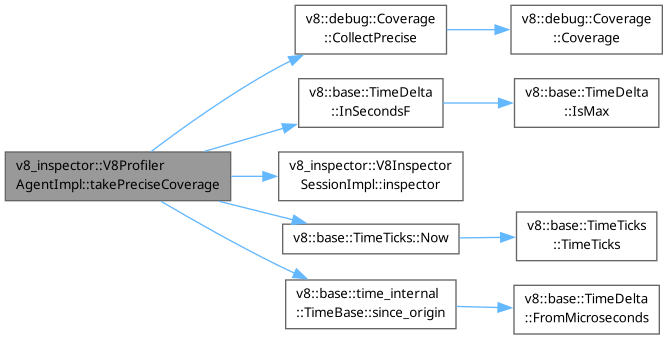 v8::debug::Coverage
::CollectPrecise
v8::debug::Coverage
::Coverage
v8::base::TimeDelta
::InSecondsF
v8::base::TimeDelta
::IsMax
v8_inspector::V8Profiler
AgentImpl::takePreciseCoverage
v8_inspector::V8Inspector
SessionImpl::inspector
v8::base::TimeTicks::Now
v8::base::TimeTicks
::TimeTicks
v8::base::time_internal
::TimeBase::since_origin
v8::base::TimeDelta
::FromMicroseconds